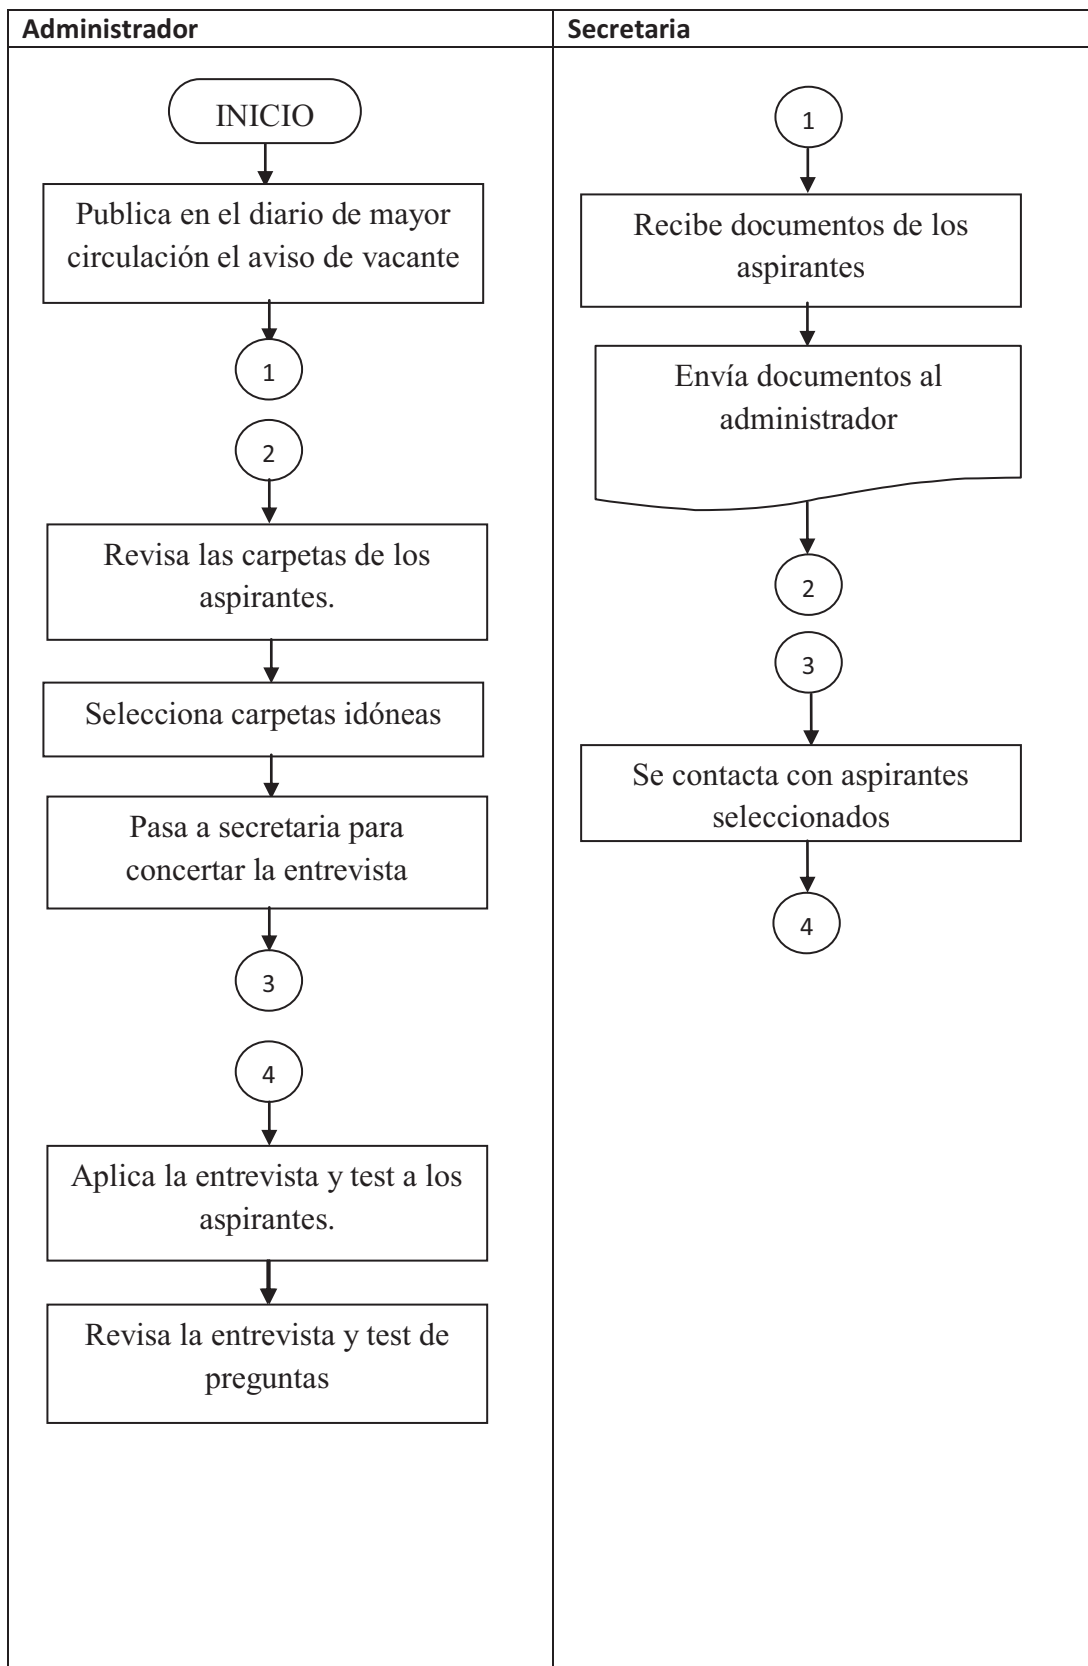 Administrador
INICIO
Publica en el diario de mayor
circulación el aviso de vacante
1
2
Revisa las carpetas de los
aspirantes.
Selecciona carpetas idóneas
Pasa a secretaria para
concertar la entrevista
3
4
Aplica la entrevista y test a los
aspirantes.
Revisa la entrevista y test de
preguntas
Secretaria
1
Recibe documentos de los
aspirantes
Envía documentos al
administrador
2
3
Se contacta con aspirantes
seleccionados
4